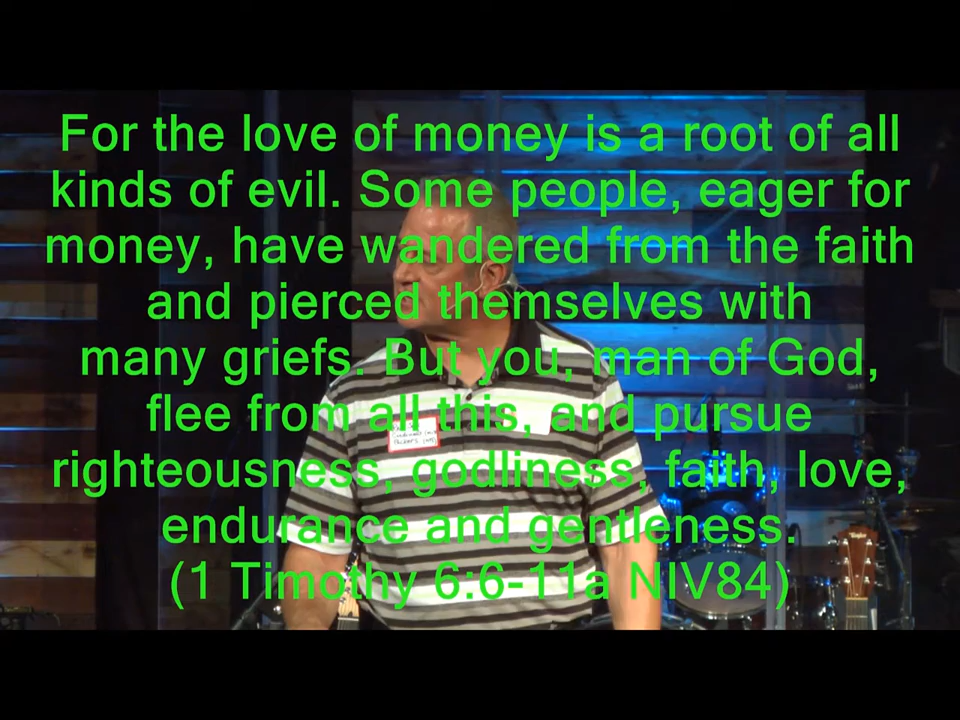 For the love of money is a root of all
kinds of evil. Some people, eager for
money, have wandered from the faith
and pierced themselves with
many griefs. But you, man of God,
flee from all this, and pursue
righteousness, godliness, faith, love,
endurance and gentleness.
(1 Timothy 6:6-11a NIV84)